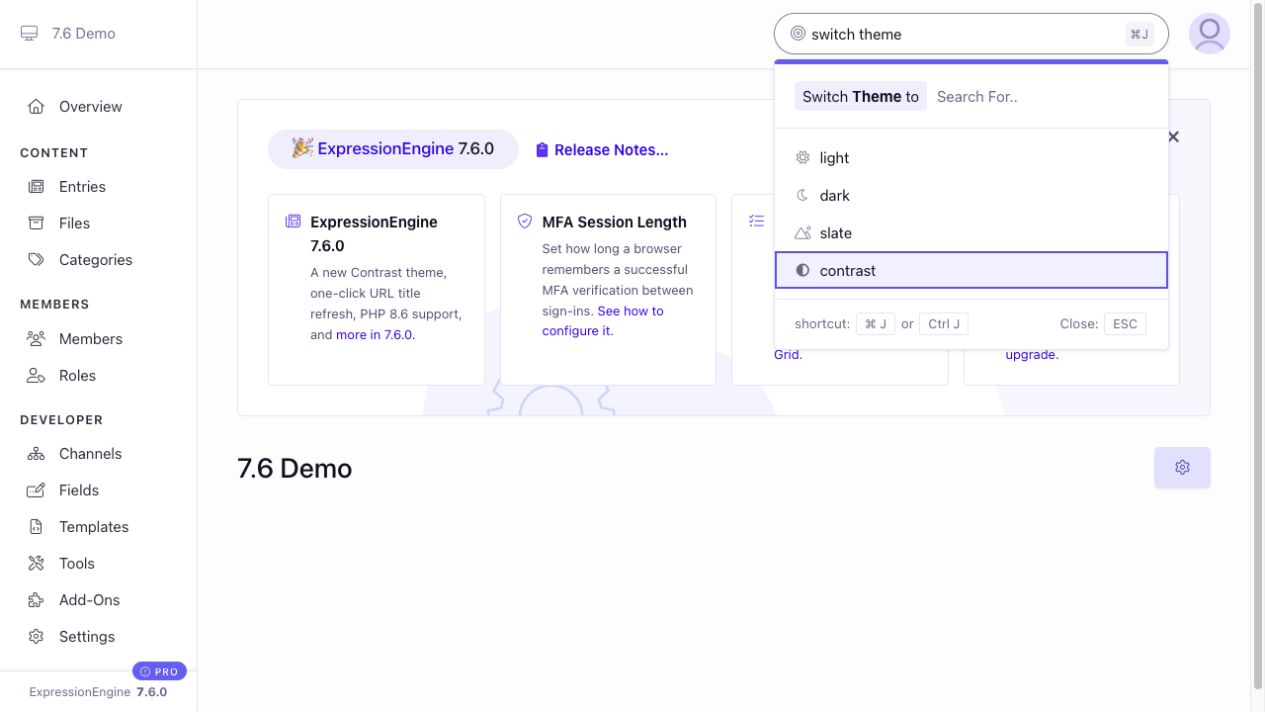 7.6 Demo
switch theme
⌘J
Overview
CONTENT
Entries
Files
Categories
MEMBERS
Members
Roles
DEVELOPER
Channels
Fields
Templates
Tools
Add-Ons
Settings
PRO
ExpressionEngine 7.6.0
Switch Theme to Search For..
light
dark
slate
contrast
shortcut: ⌘ J or Ctrl J Close: ESC
ExpressionEngine 7.6.0
Release Notes...
ExpressionEngine
7.6.0
A new Contrast theme,
one-click URL title
refresh, PHP 8.6 support,
and more in 7.6.0.
MFA Session Length
Set how long a browser
remembers a successful
MFA verification between
sign-ins. See how to
configure it.
Grid.
upgrade.
7.6 Demo